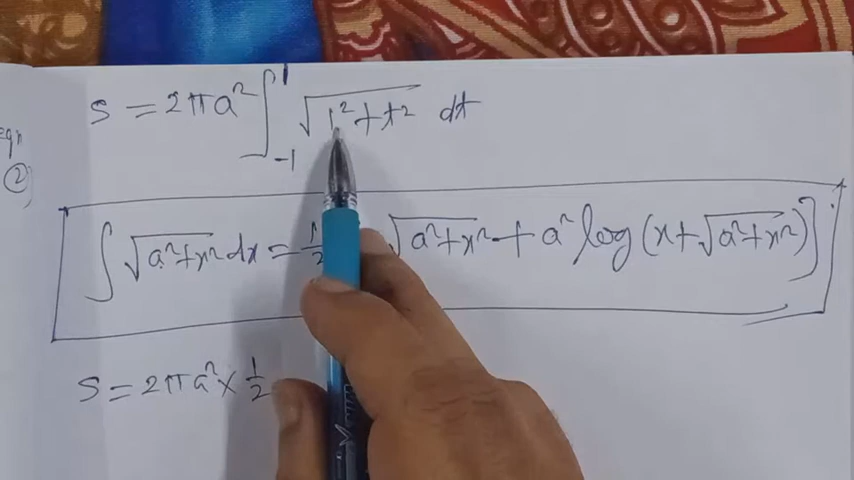 S = 2πa² ∫₋₁¹ √(1² + t²) dt
eqn
②
∫ √(a²+x²) dx = 1/2 √(a²+x²) + a² log (x + √(a²+x²))]
S = 2πa² × 1/2